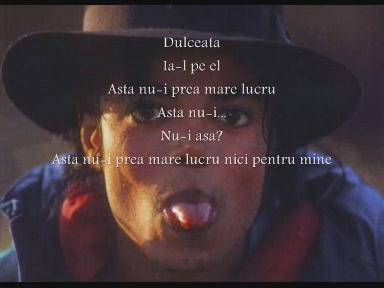 Dulceata
Ia-l pe el
Asta nu-i prea mare lucru
Asta nu-i...
Nu-i asa?
Asta nu-i prea mare lucru nici pentru mine